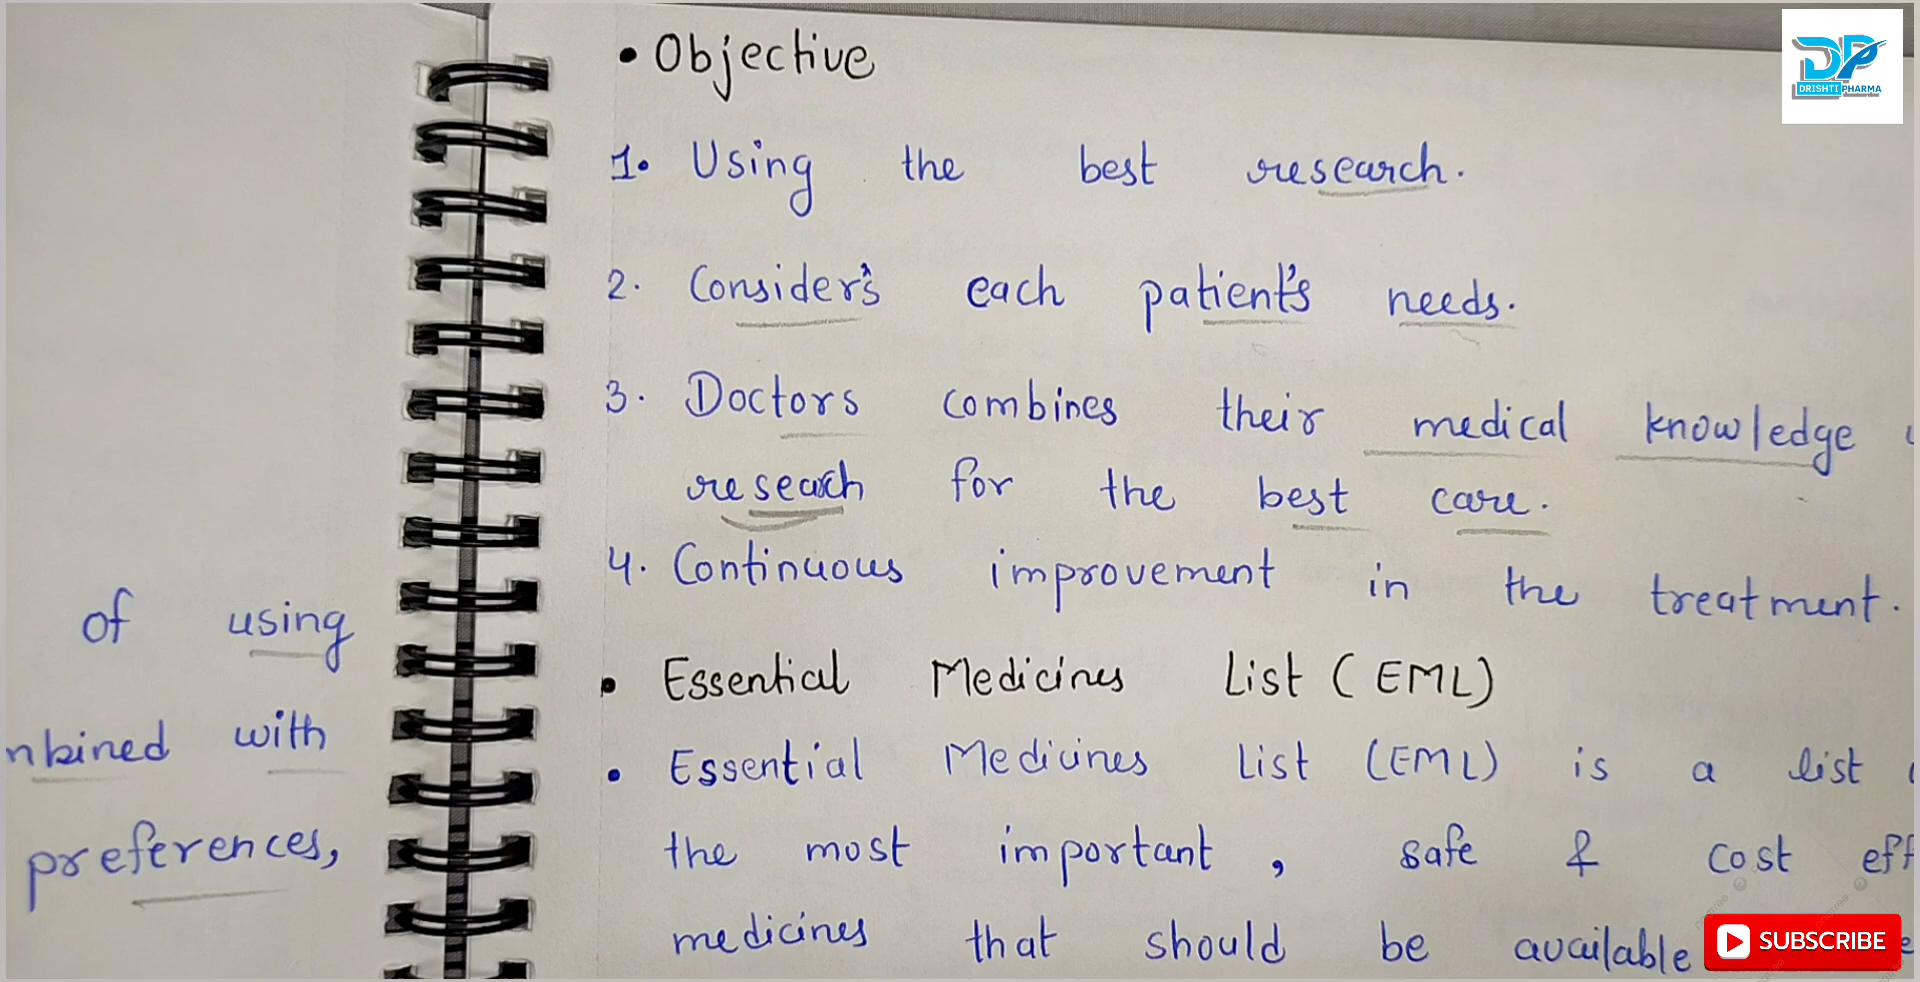 of using
nbined with
preferences,
• Objective
1. Using the best research.
2. Consider's each patient's needs.
3. Doctors combines their medical knowledge
research for the best care.
4. Continuous improvement in the treatment.
• Essential Medicines List (EML)
• Essential Medicines List (EML) is a list
the most important, safe & cost eff
medicines that should be available
DP
DRISHTI PHARMA
SUBSCRIBE